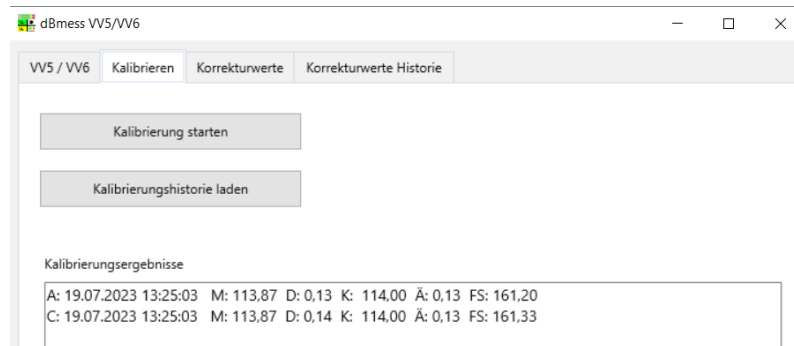 dBmess VV5/VV6
VV5 / VV6 Kalibrieren Korrekturwerte Korrekturwerte Historie
Kalibrierung starten
Kalibrierungshistorie laden
Kalibrierungsergebnisse
A: 19.07.2023 13:25:03 M: 113,87 D: 0,13 K: 114,00 Ä: 0,13 FS: 161,20
C: 19.07.2023 13:25:03 M: 113,87 D: 0,14 K: 114,00 Ä: 0,13 FS: 161,33